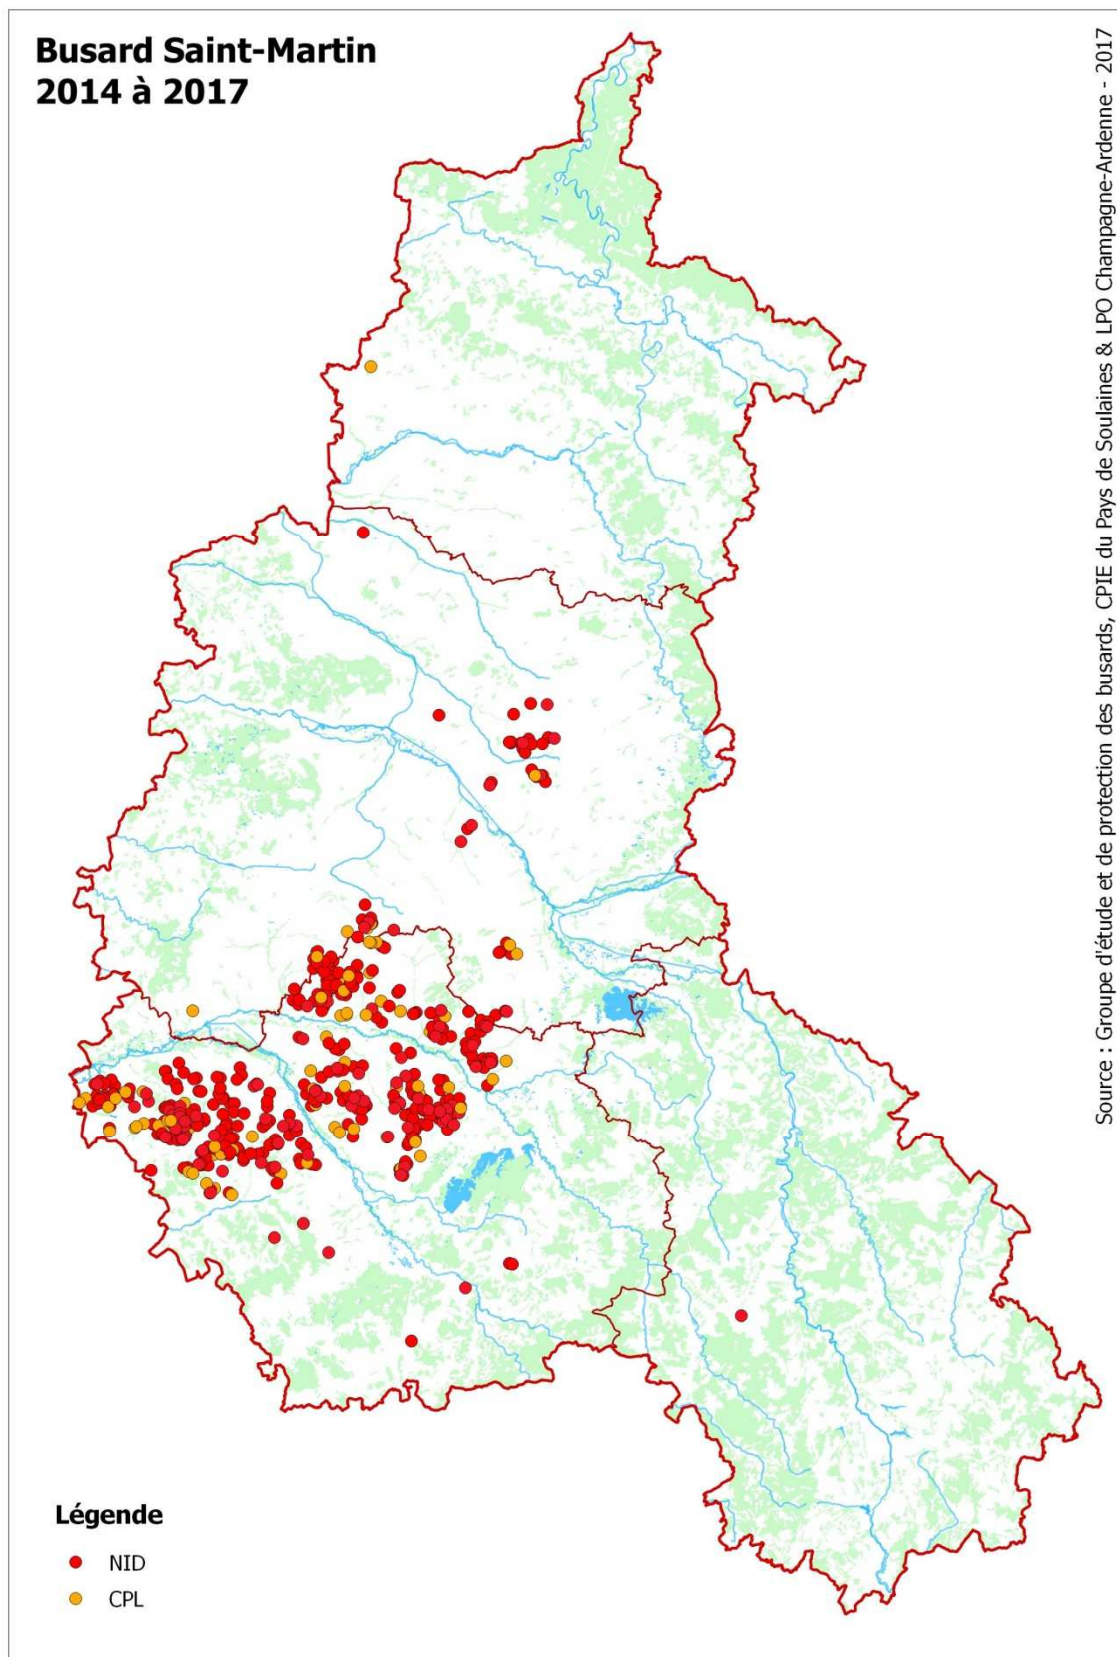 Busard Saint-Martin
2014 à 2017
Source : Groupe d'étude et de protection des busards, CPIE du Pays de Soulaines & LPO Champagne-Ardenne - 2017
Légende
NID
CPL